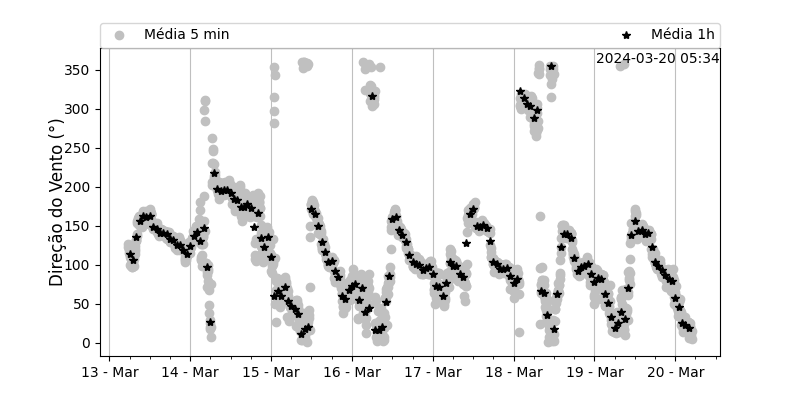 Média 5 min
Média 1h
2024-03-20 05:34
Direção do Vento (°)
350
300
250
200
150
100
50
0
13 - Mar
14 - Mar
15 - Mar
16 - Mar
17 - Mar
18 - Mar
19 - Mar
20 - Mar